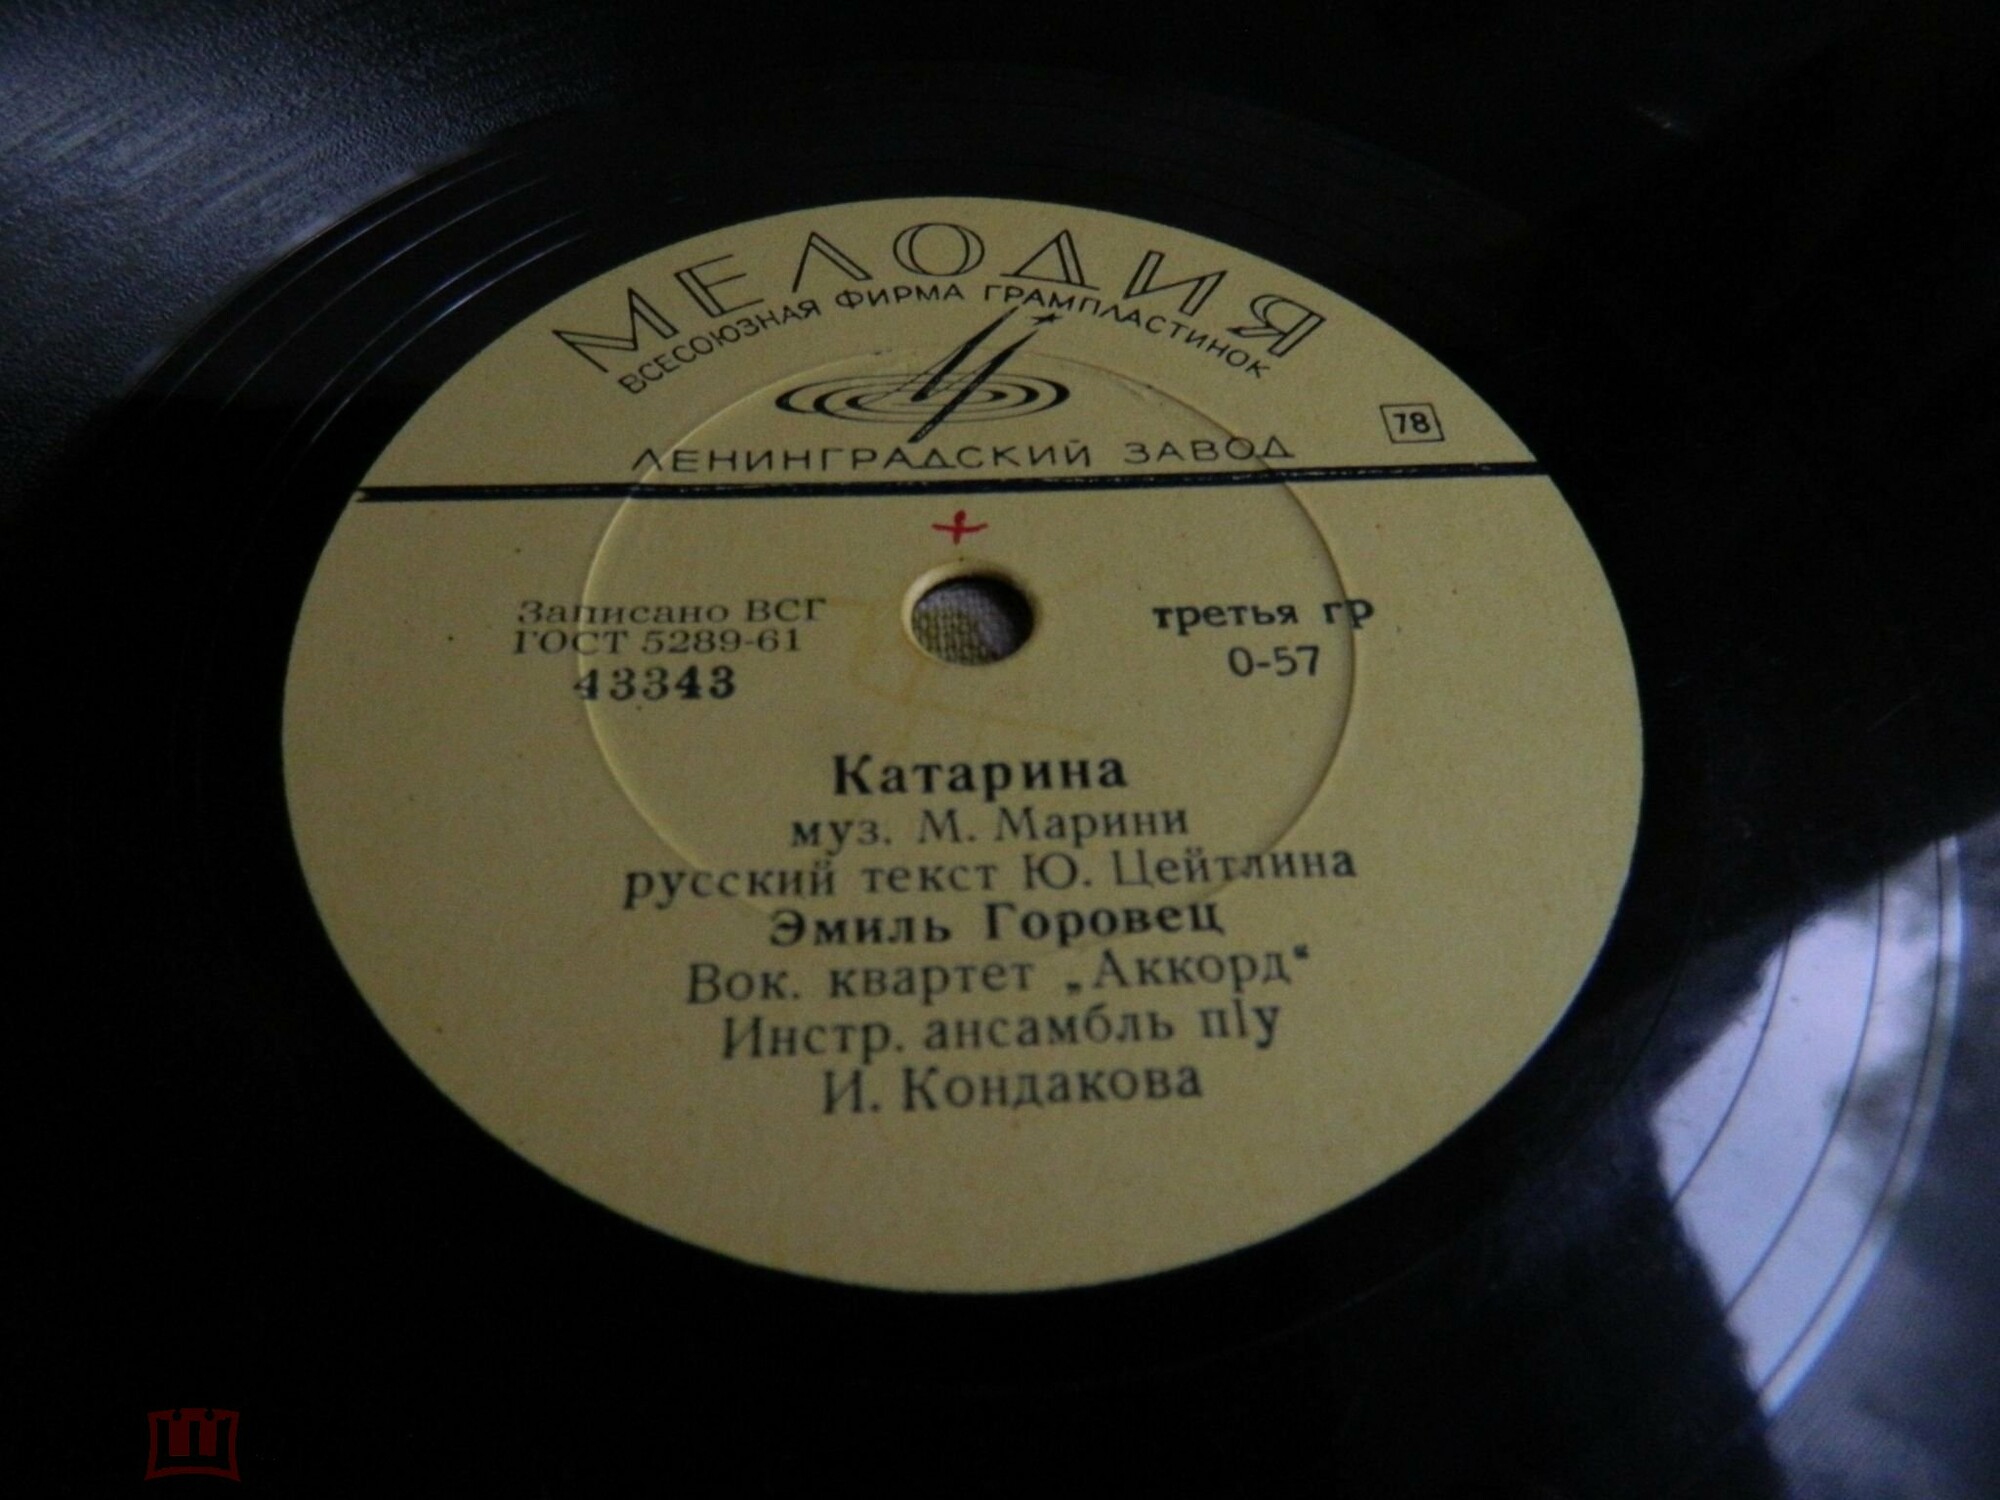 МЕЛОДИЯ
ВСЕСОЮЗНАЯ ФИРМА ГРАМПЛАСТИНОК
ЛЕНИНГРАДСКИЙ ЗАВОД
78
+
Записано ВСГ
ГОСТ 5289-61
43343
третья гр
0-57
Катарина
муз. М. Марини
русский текст Ю. Цейтлина
Эмиль Горовец
Вок. квартет „Аккорд“
Инстр. ансамбль п/у
И. Кондакова